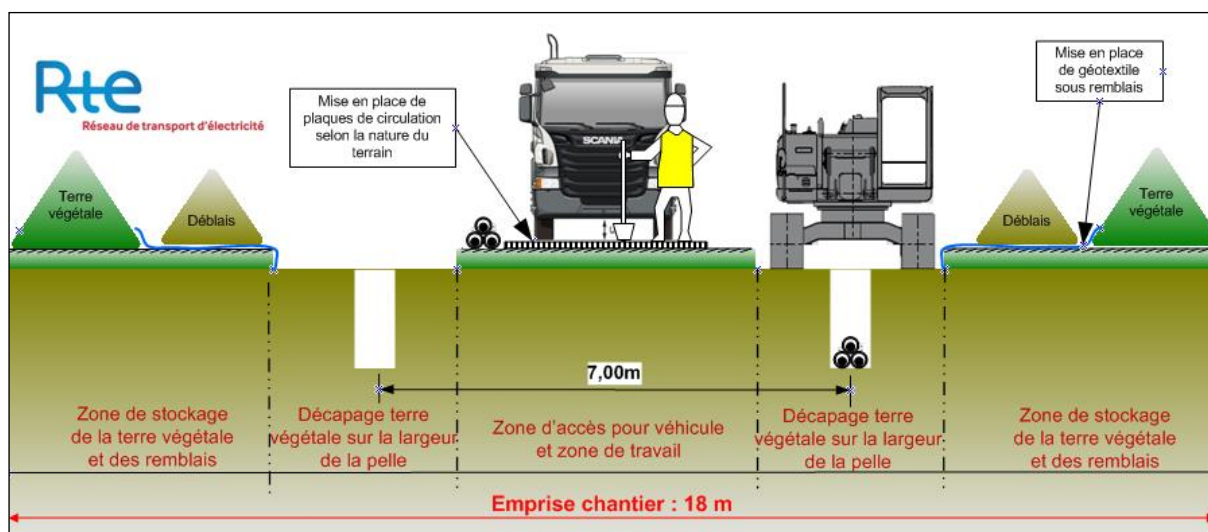 Rte
Réseau de transport d'électricité
Mise en place de
plaques de circulation
selon la nature du
terrain
SCANIA
Mise en place
de géotextile
sous remblais
Terre
végétale
Déblais
Déblais
Terre
végétale
7,00m
Zone de stockage
de la terre végétale
et des remblais
Décapage terre
végétale sur la largeur
de la pelle
Zone d'accès pour véhicule
et zone de travail
Décapage terre
végétale sur la largeur
de la pelle
Zone de stockage
de la terre végétale
et des remblais
Emprise chantier : 18 m